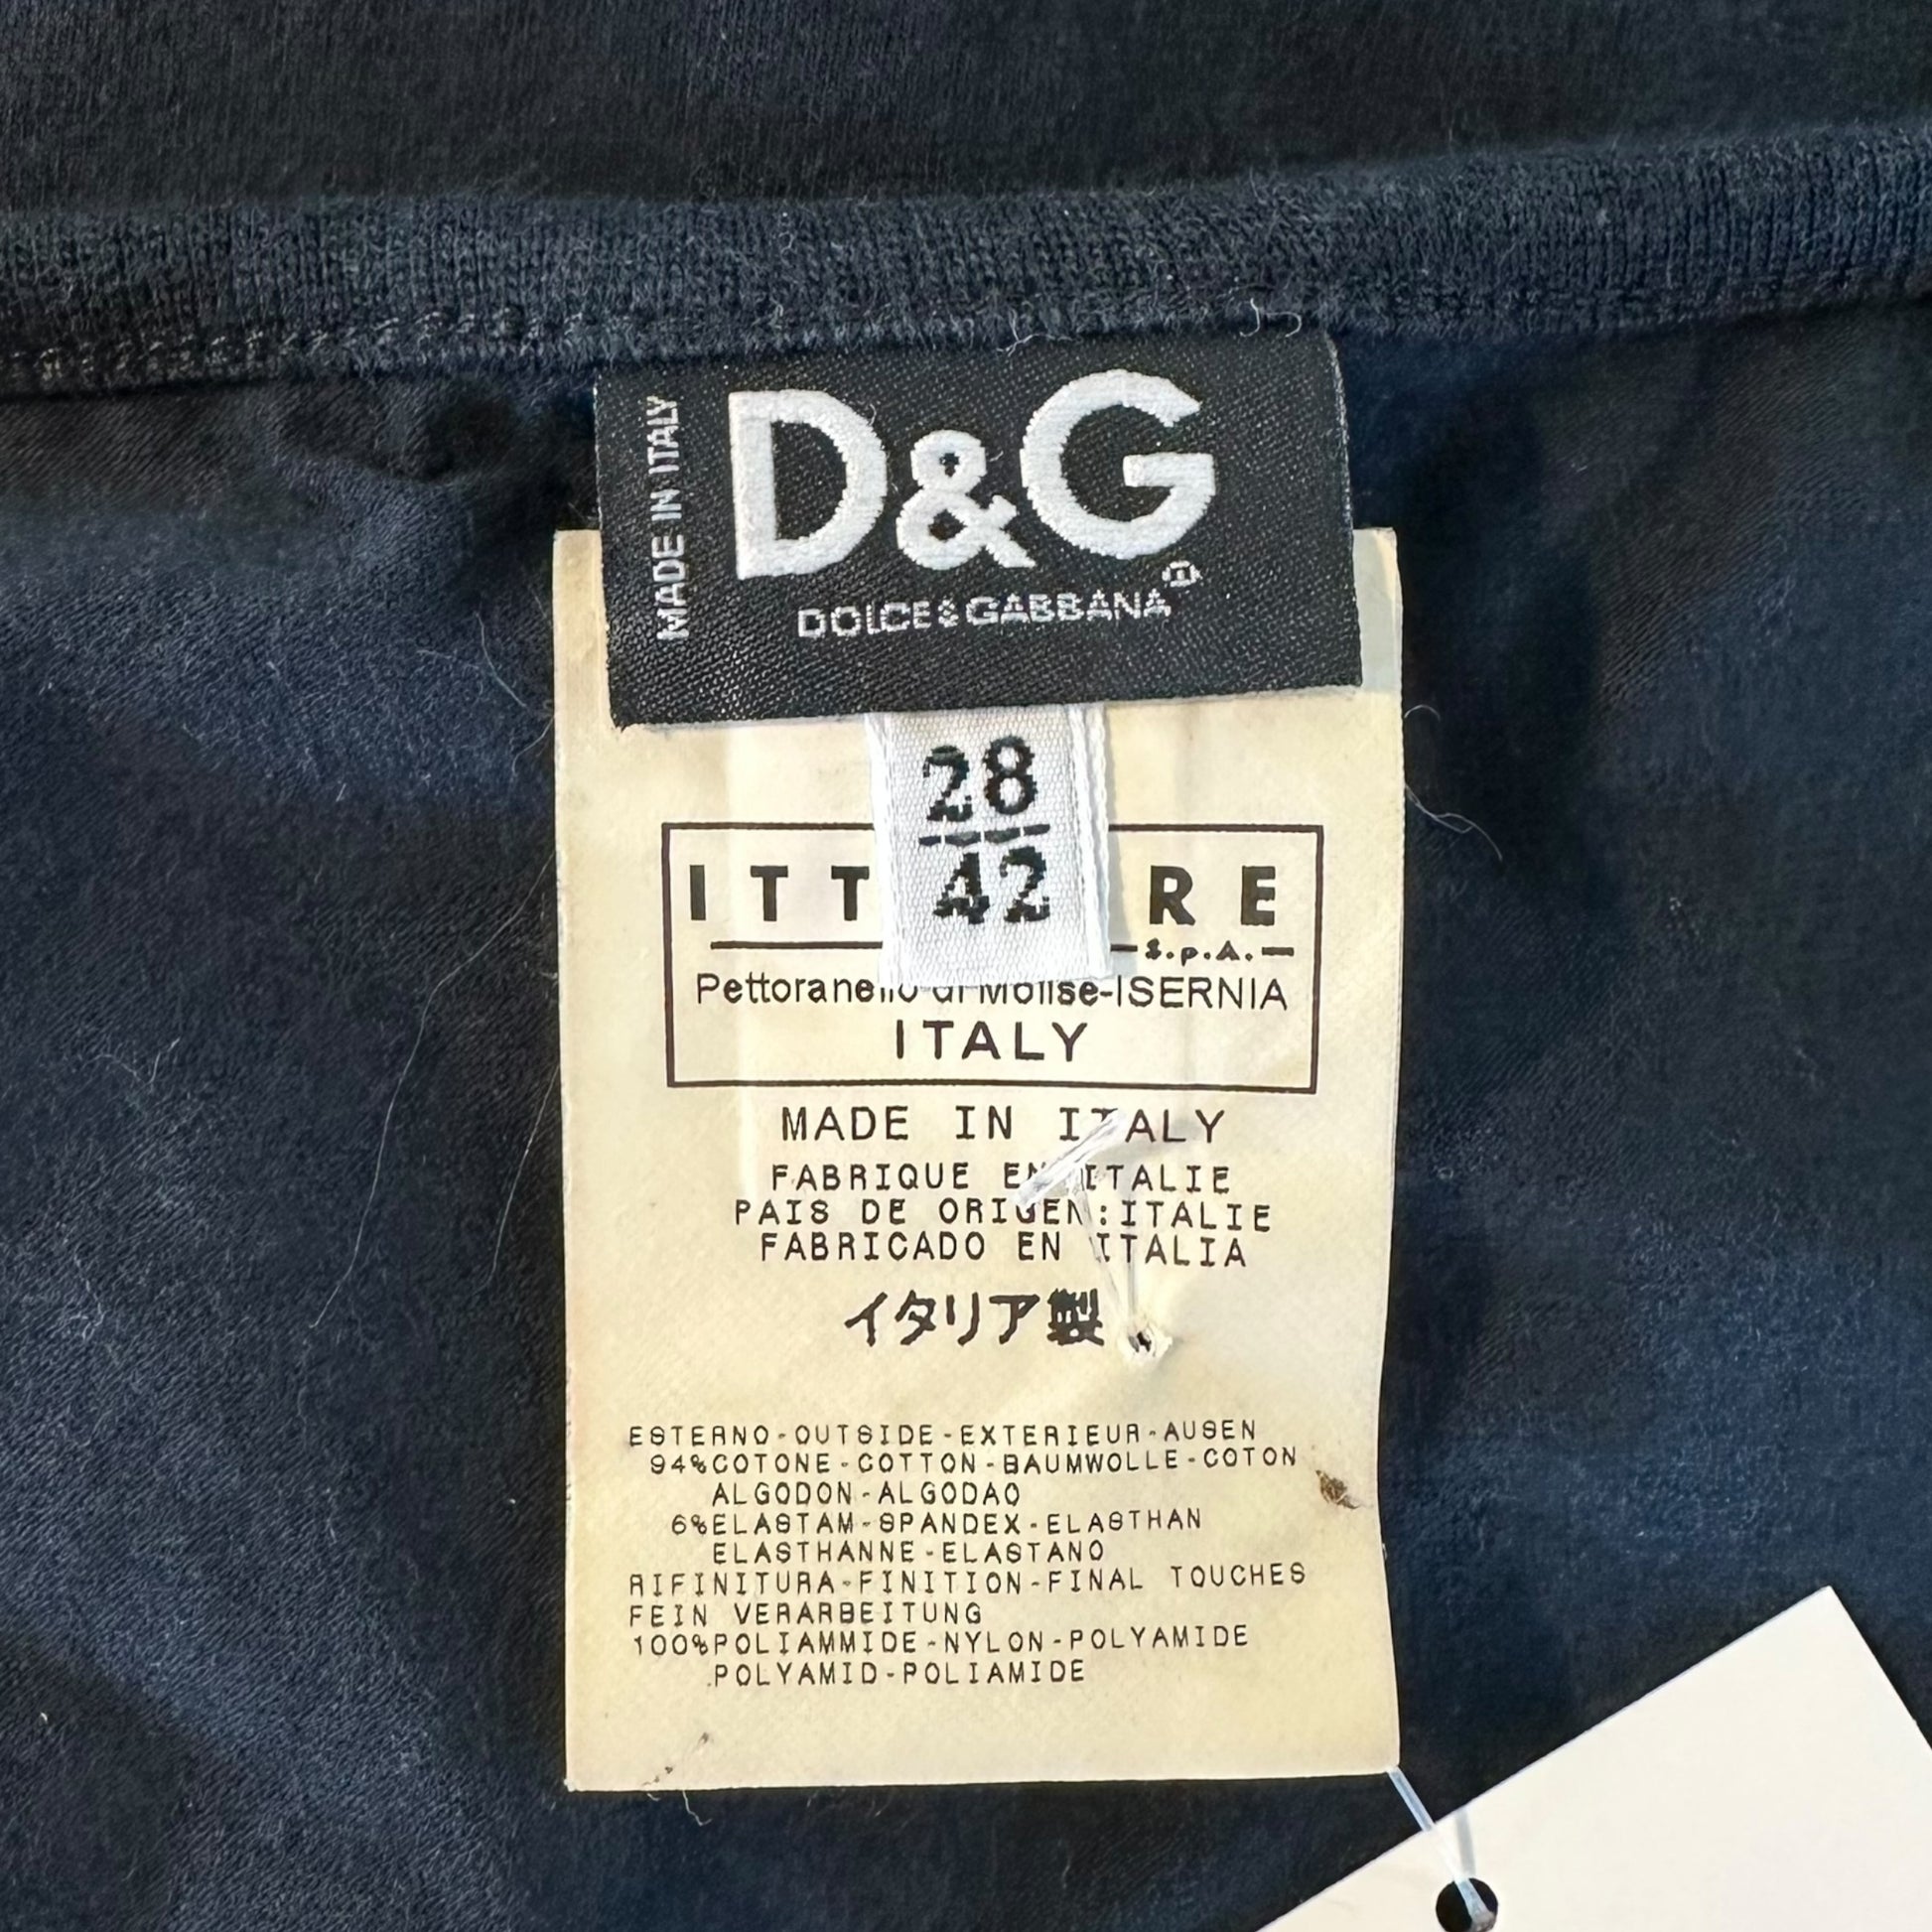 MADE IN ITALY
D&G
DOLCE&GABBANA
28
42
ITT RE
S.p.A.
Pettoranello di Molise-ISERNIA
ITALY
MADE IN ITALY
FABRIQUE EN ITALIE
PAIS DE ORIGEN:ITALIE
FABRICADO EN ITALIA
イタリア製
ESTERNO-OUTSIDE-EXTERIEUR-AUSEN
94%COTONE-COTTON-BAUMWOLLE-COTON
ALGODON-ALGODAO
6%ELASTAM-SPANDEX-ELASTHAN
ELASTHANNE-ELASTANO
RIFINITURA-FINITION-FINAL TOUCHES
FEIN VERARBEITUNG
100%POLIAMMIDE-NYLON-POLYAMIDE
POLYAMID-POLIAMIDE